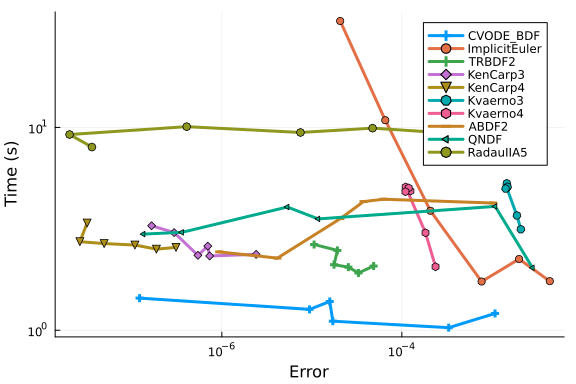 Time (s)
10¹
10⁰
10⁻⁶
10⁻⁴
Error
CVODE_BDF
ImplicitEuler
TRBDF2
KenCarp3
KenCarp4
Kvaerno3
Kvaerno4
ABDF2
QNDF
RadauIIA5